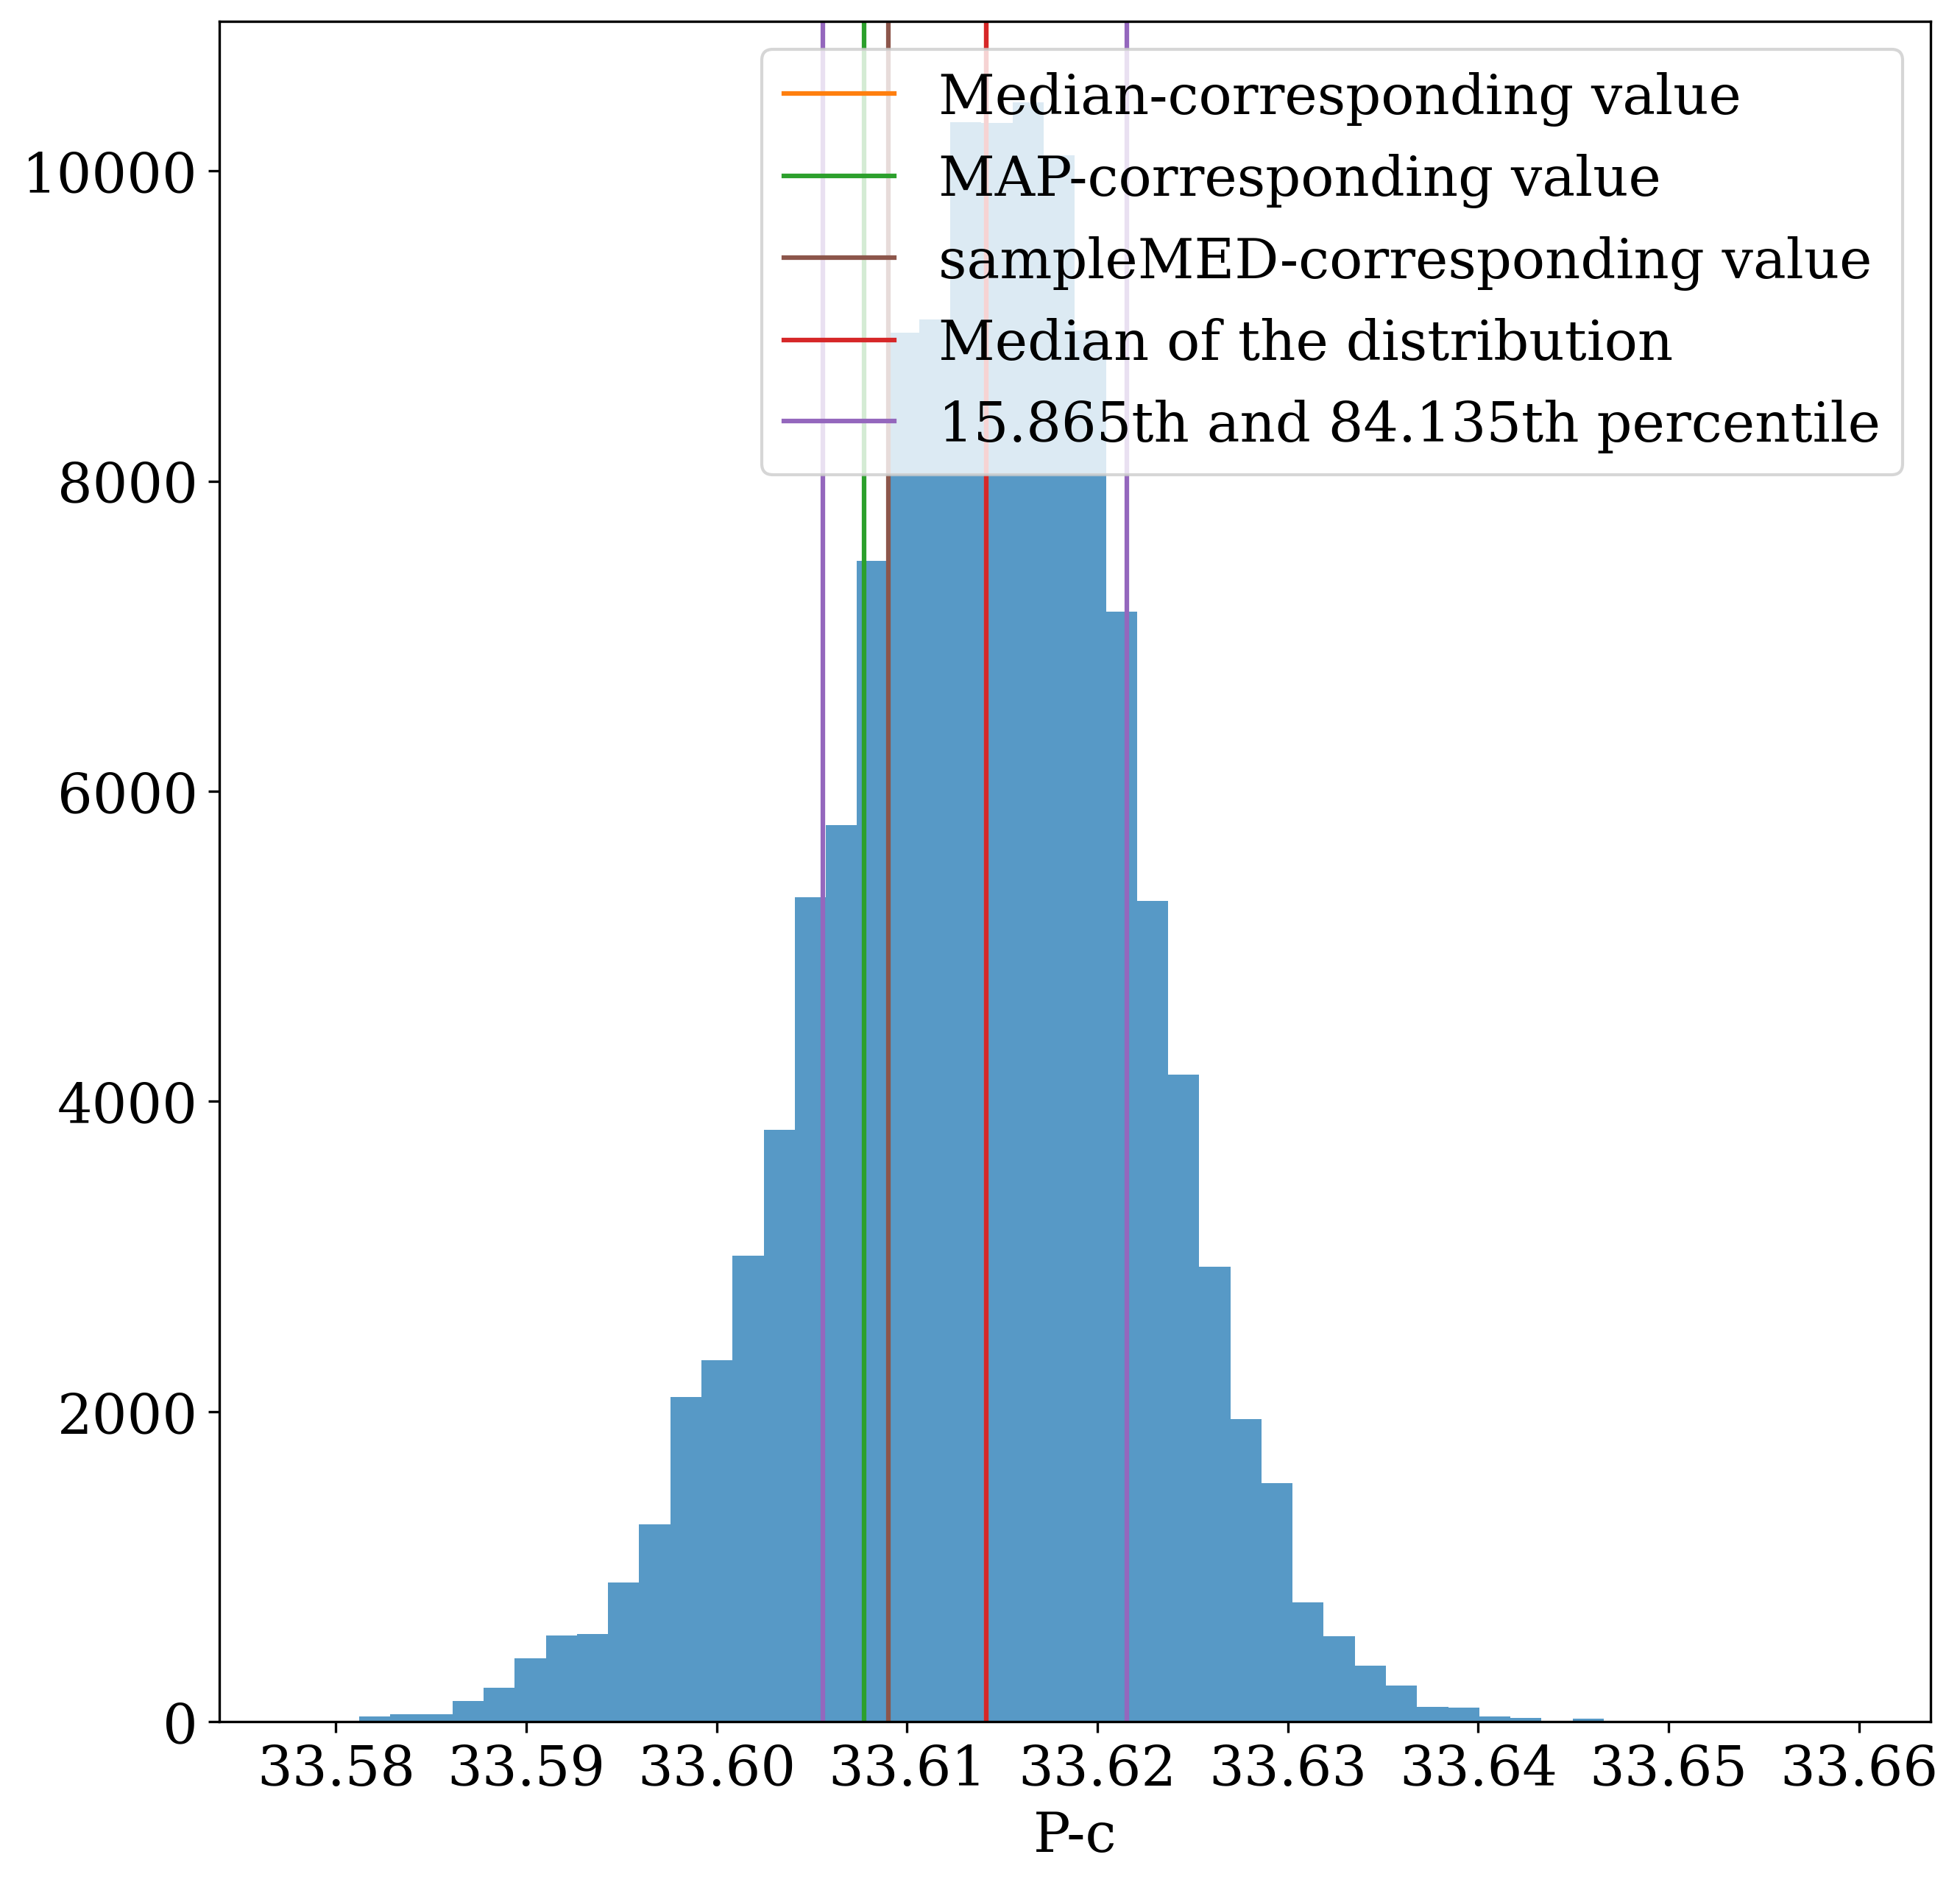 Median-corresponding value
MAP-corresponding value
sampleMED-corresponding value
Median of the distribution
15.865th and 84.135th percentile
10000
8000
6000
4000
2000
0
33.58 33.59 33.60 33.61 33.62 33.63 33.64 33.65 33.66
P-c